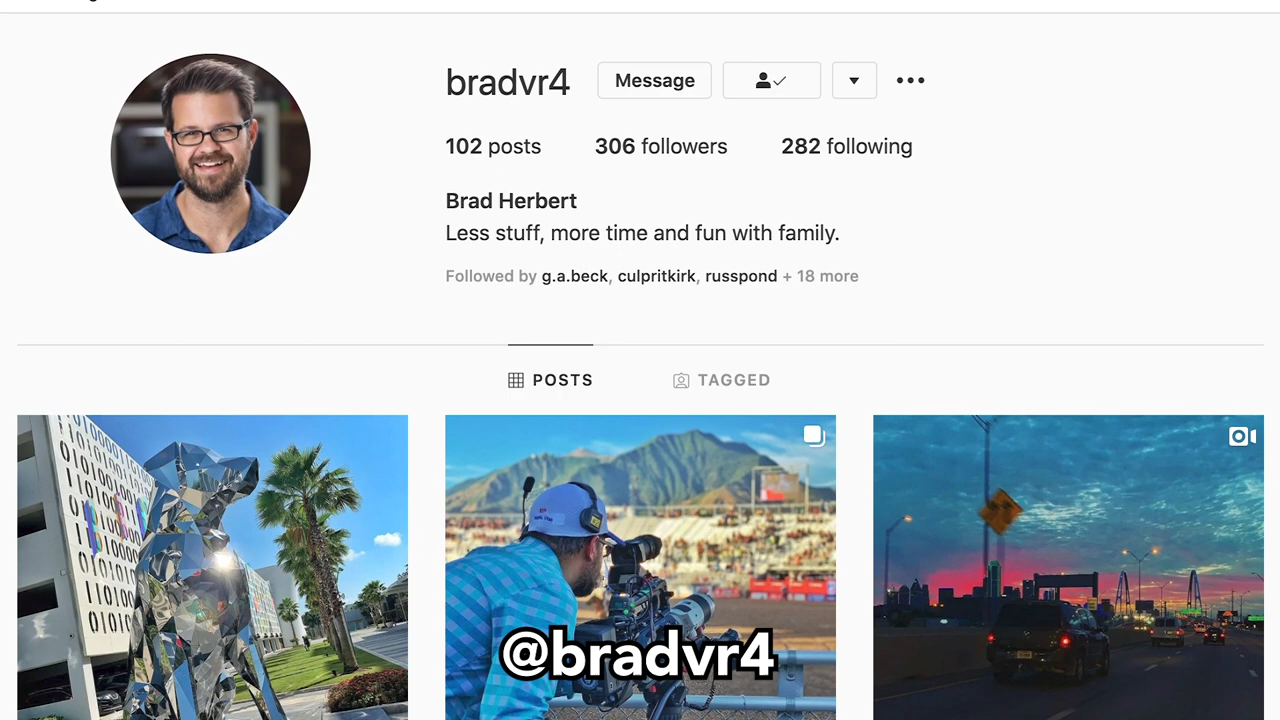 bradvr4 Message
102 posts 306 followers 282 following
Brad Herbert
Less stuff, more time and fun with family.
Followed by g.a.beck, culpritkirk, russpond + 18 more
POSTS TAGGED
@bradvr4